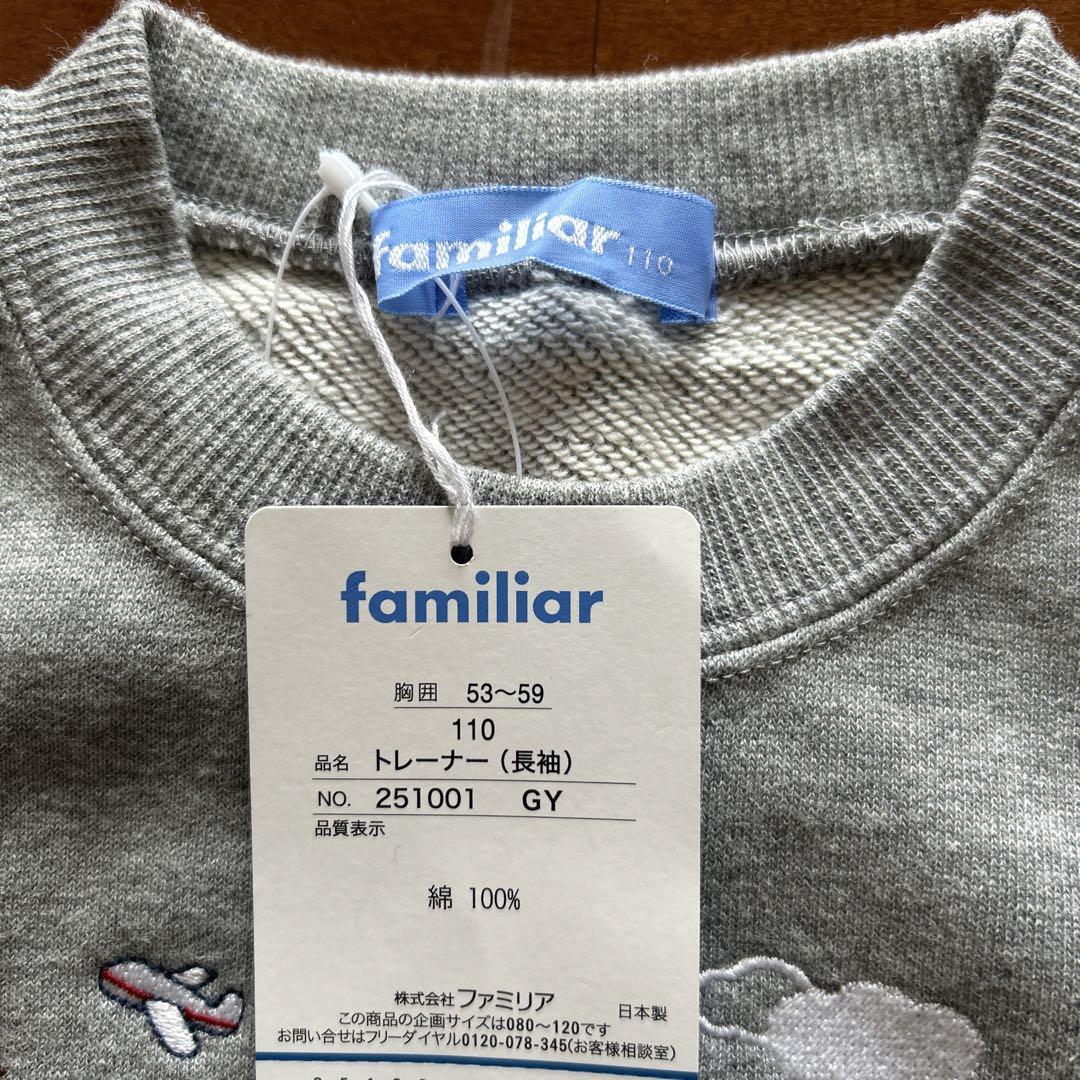 familiar 110
familiar
胸囲 53～59
110
品名 トレーナー（長袖）
NO. 251001 GY
品質表示
綿 100%
株式会社 ファミリア 日本製
この商品の企画サイズは080～120です
お問い合せはフリーダイヤル0120-078-345(お客様相談室)